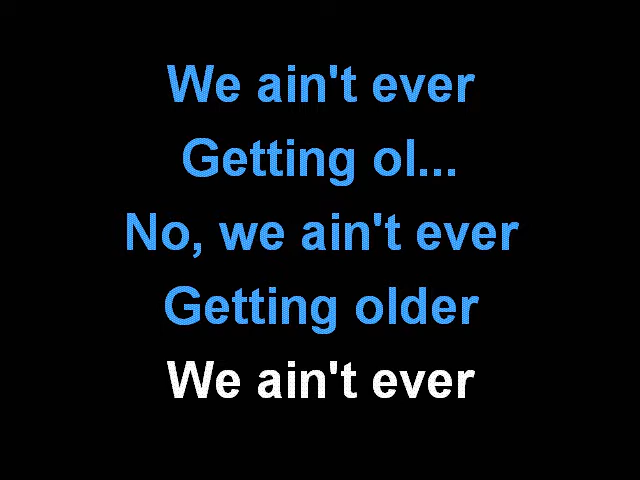 We ain't ever
Getting ol...
No, we ain't ever
Getting older
We ain't ever